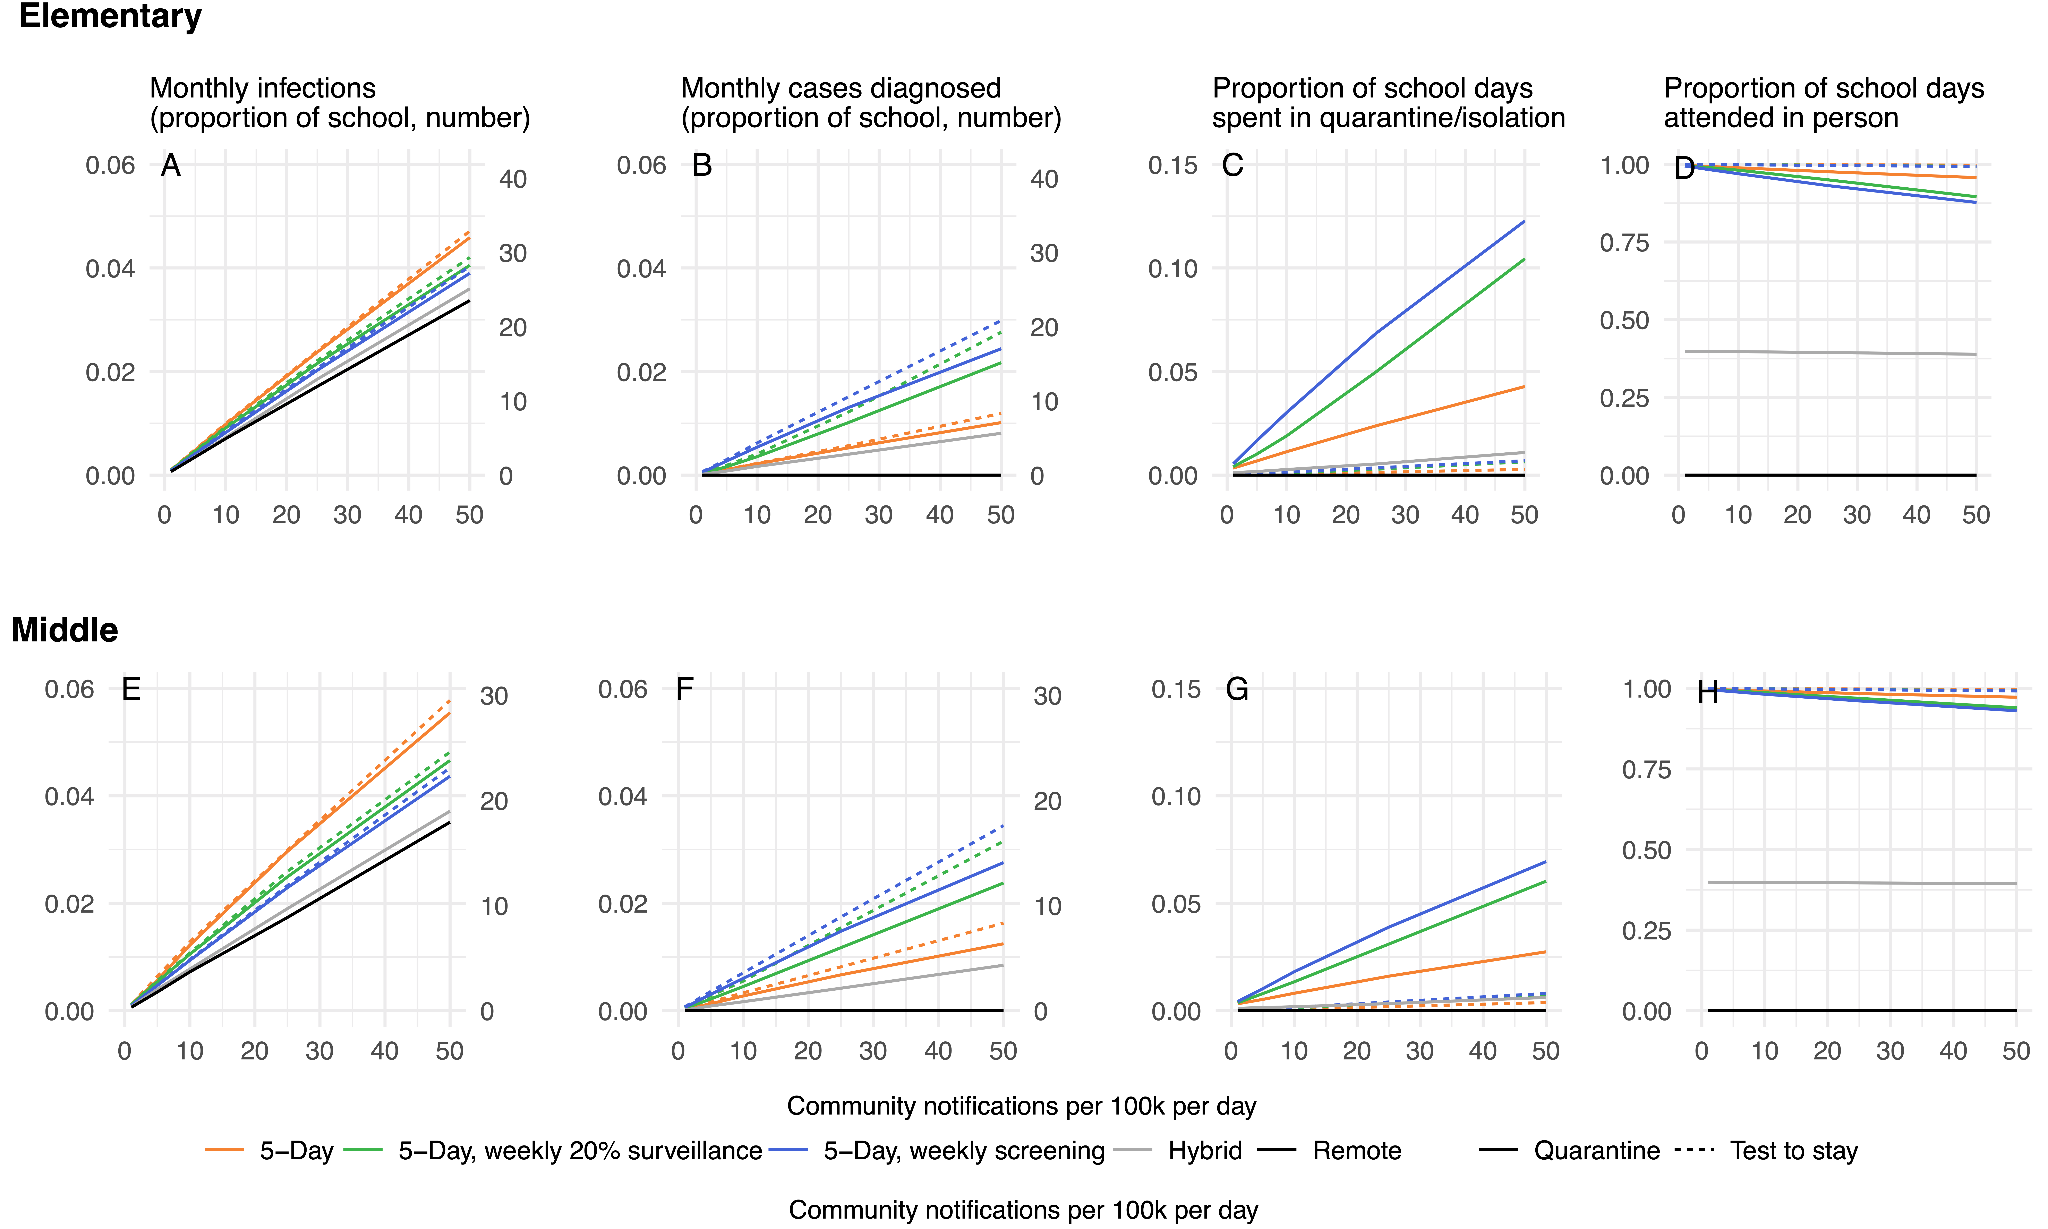 Elementary
Monthly infections
(proportion of school, number)
Monthly cases diagnosed
(proportion of school, number)
Proportion of school days
spent in quarantine/isolation
Proportion of school days
attended in person
A
0.06
0.04
0.02
0.00
40
30
20
10
0
0 10 20 30 40 50
B
0.06
0.04
0.02
0.00
40
30
20
10
0
0 10 20 30 40 50
C
0.15
0.10
0.05
0.00
0 10 20 30 40 50
D
1.00
0.75
0.50
0.25
0.00
0 10 20 30 40 50
Middle
E
0.06
0.04
0.02
0.00
30
20
10
0
0 10 20 30 40 50
F
0.06
0.04
0.02
0.00
30
20
10
0
0 10 20 30 40 50
G
0.15
0.10
0.05
0.00
0 10 20 30 40 50
H
1.00
0.75
0.50
0.25
0.00
0 10 20 30 40 50
Community notifications per 100k per day
5−Day 5−Day, weekly 20% surveillance 5−Day, weekly screening Hybrid Remote Quarantine Test to stay
Community notifications per 100k per day